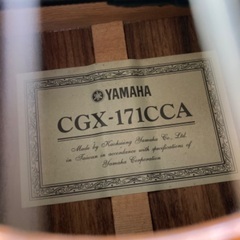 YAMAHA
CGX-171CCA
Made by Kaohsiung Yamaha Co., Ltd.
in Taiwan in accordance with specifications of
Yamaha Corporation